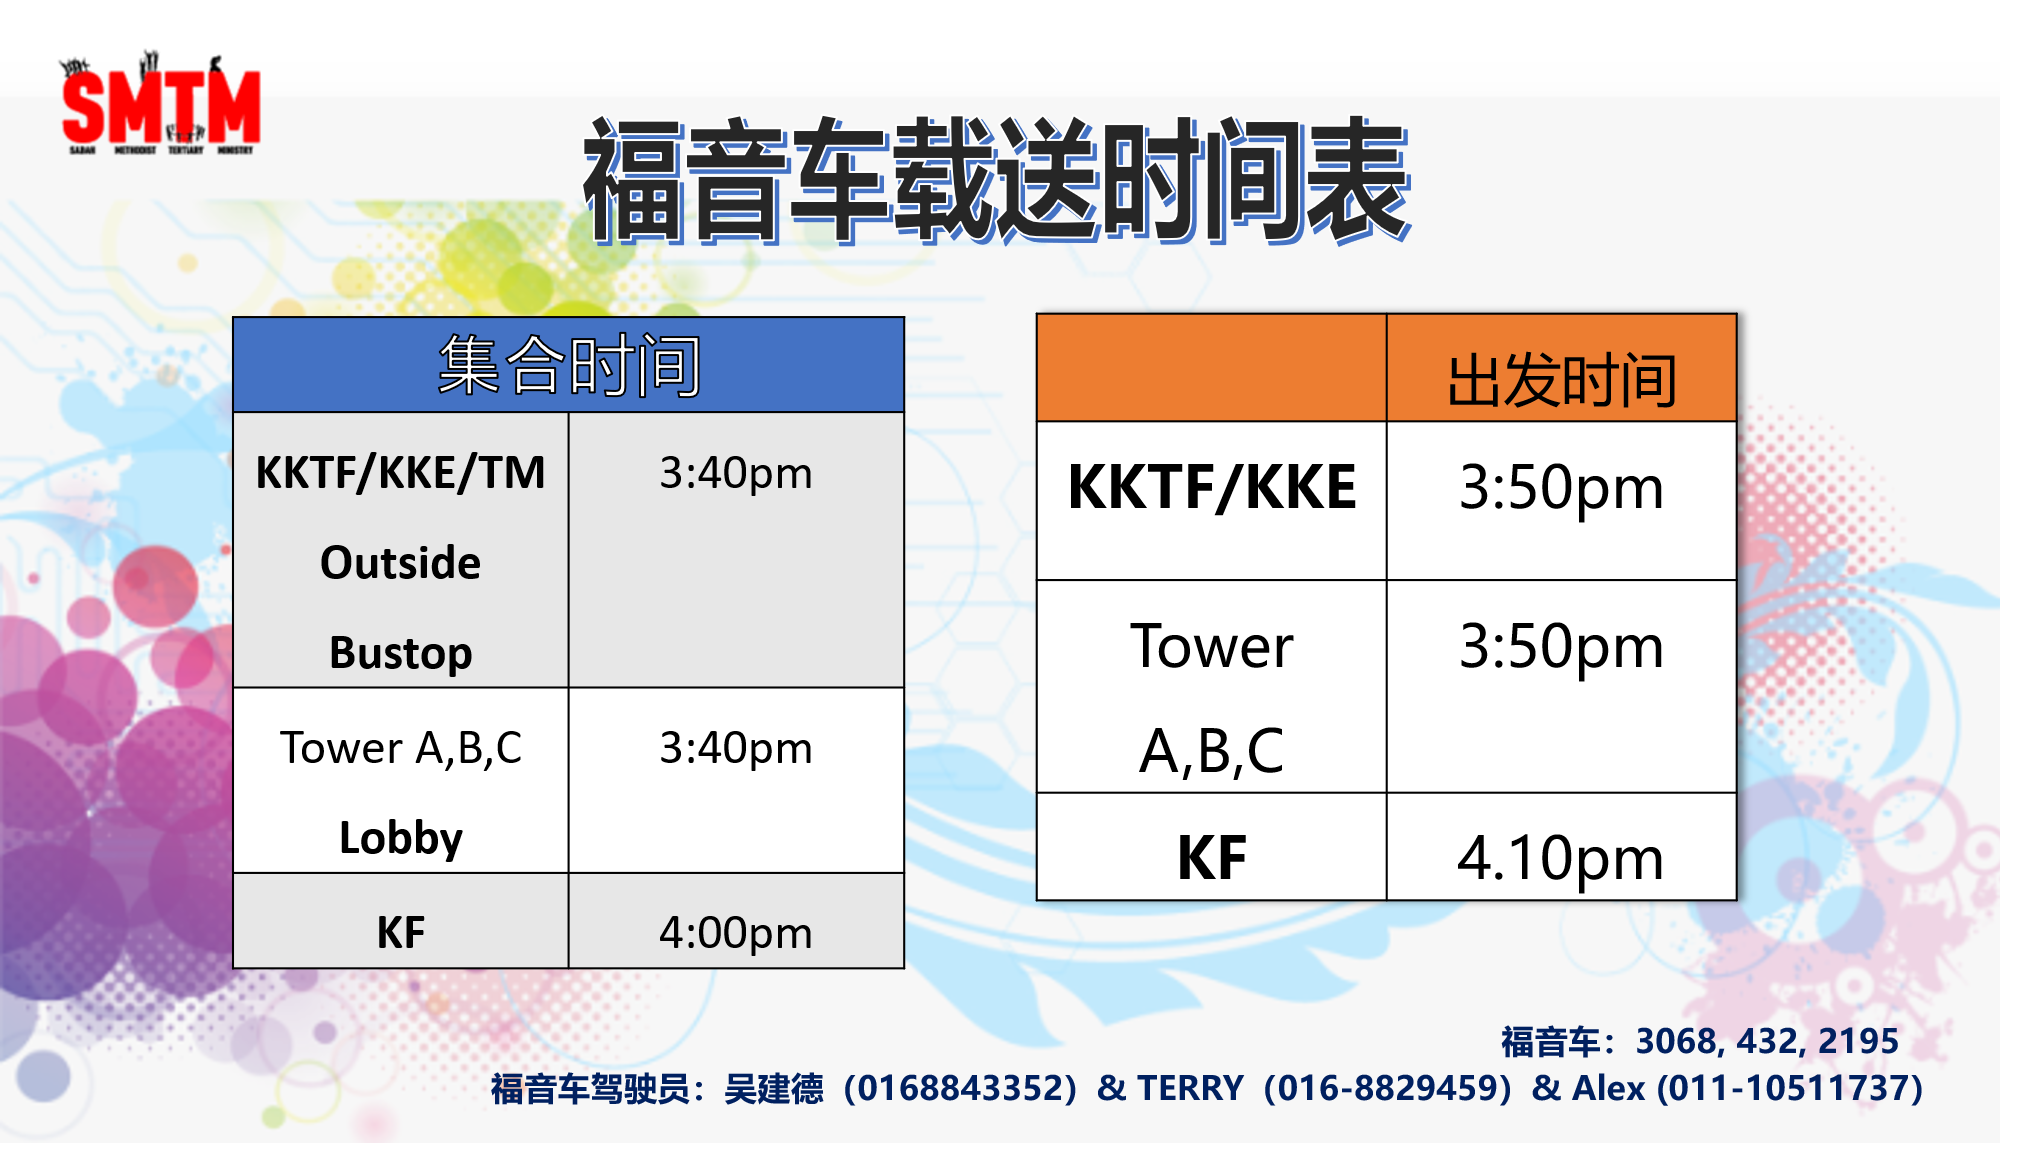 SMTM
SABAH METHODIST TERTIARY MINISTRY
福音车载送时间表
集合时间
KKTF/KKE/TM 3:40pm
Outside
Bustop
Tower A,B,C 3:40pm
Lobby
KF 4:00pm
出发时间
KKTF/KKE 3:50pm
Tower 3:50pm
A,B,C
KF 4.10pm
福音车：3068, 432, 2195
福音车驾驶员：吴建德（0168843352）& TERRY（016-8829459）& Alex (011-10511737)